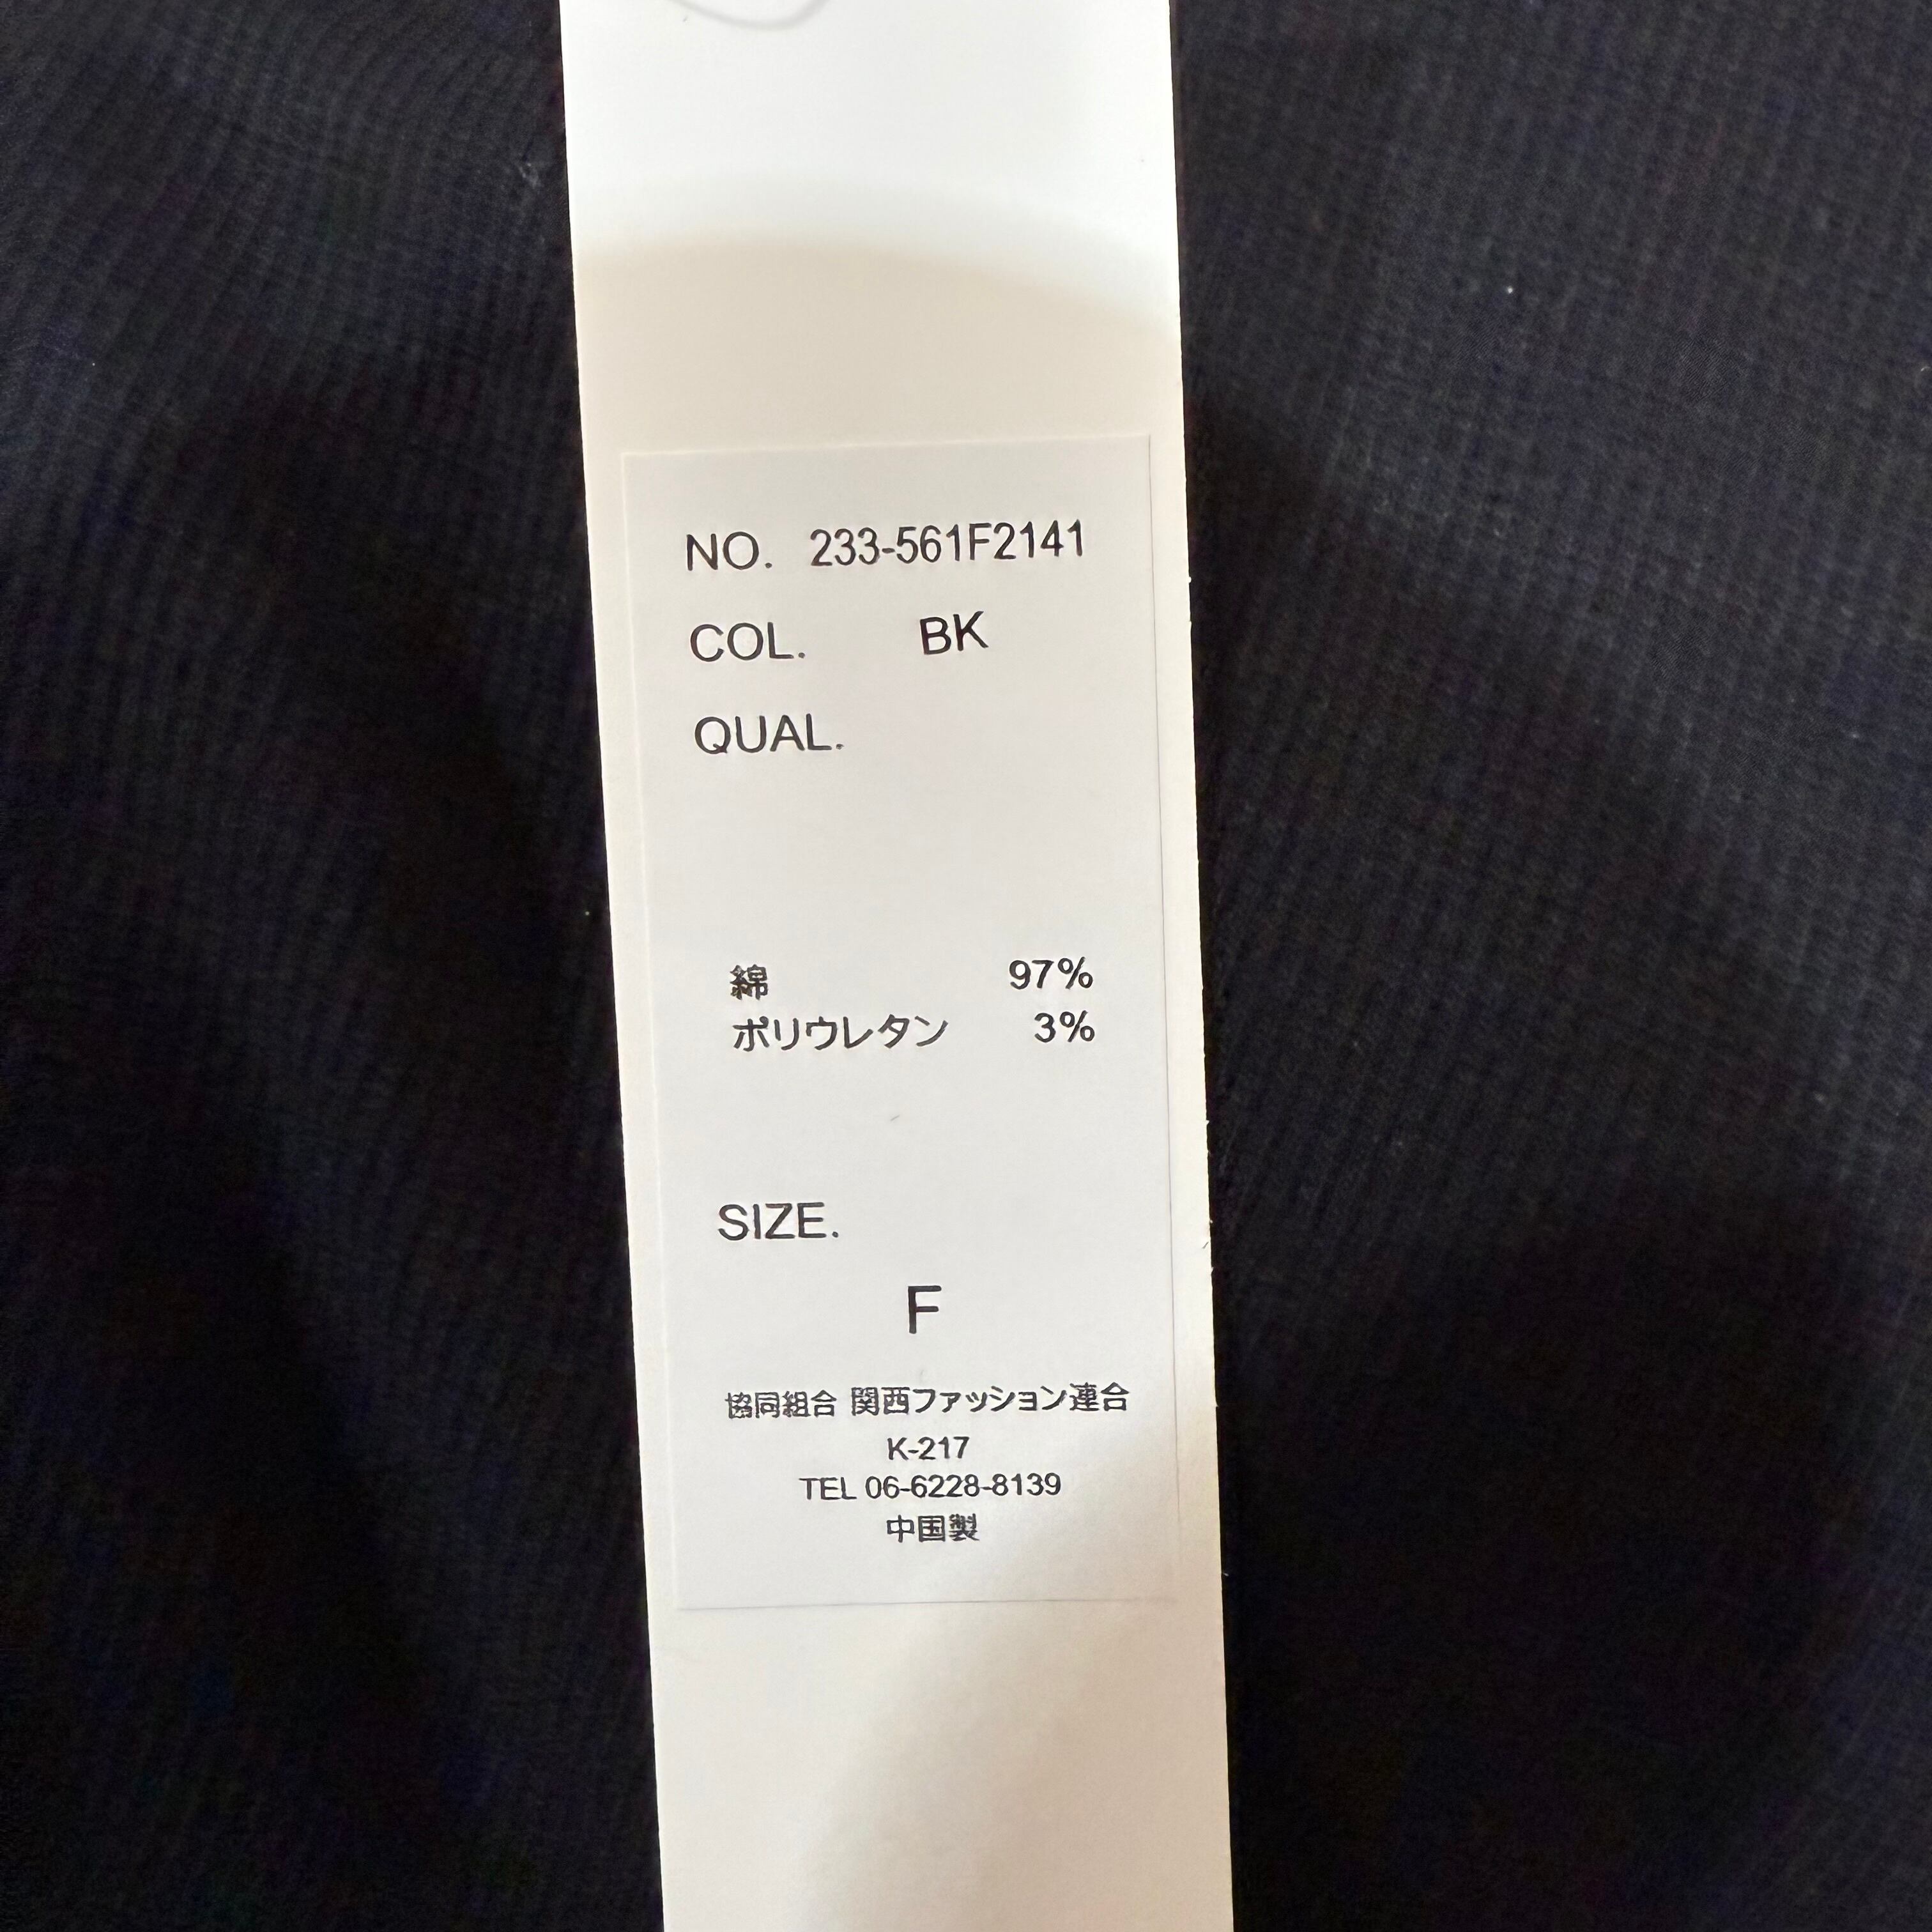 NO. 233-561F2141
COL. BK
QUAL.
綿 97%
ポリウレタン 3%
SIZE.
F
協同組合 関西ファッション連合
K-217
TEL 06-6228-8139
中国製